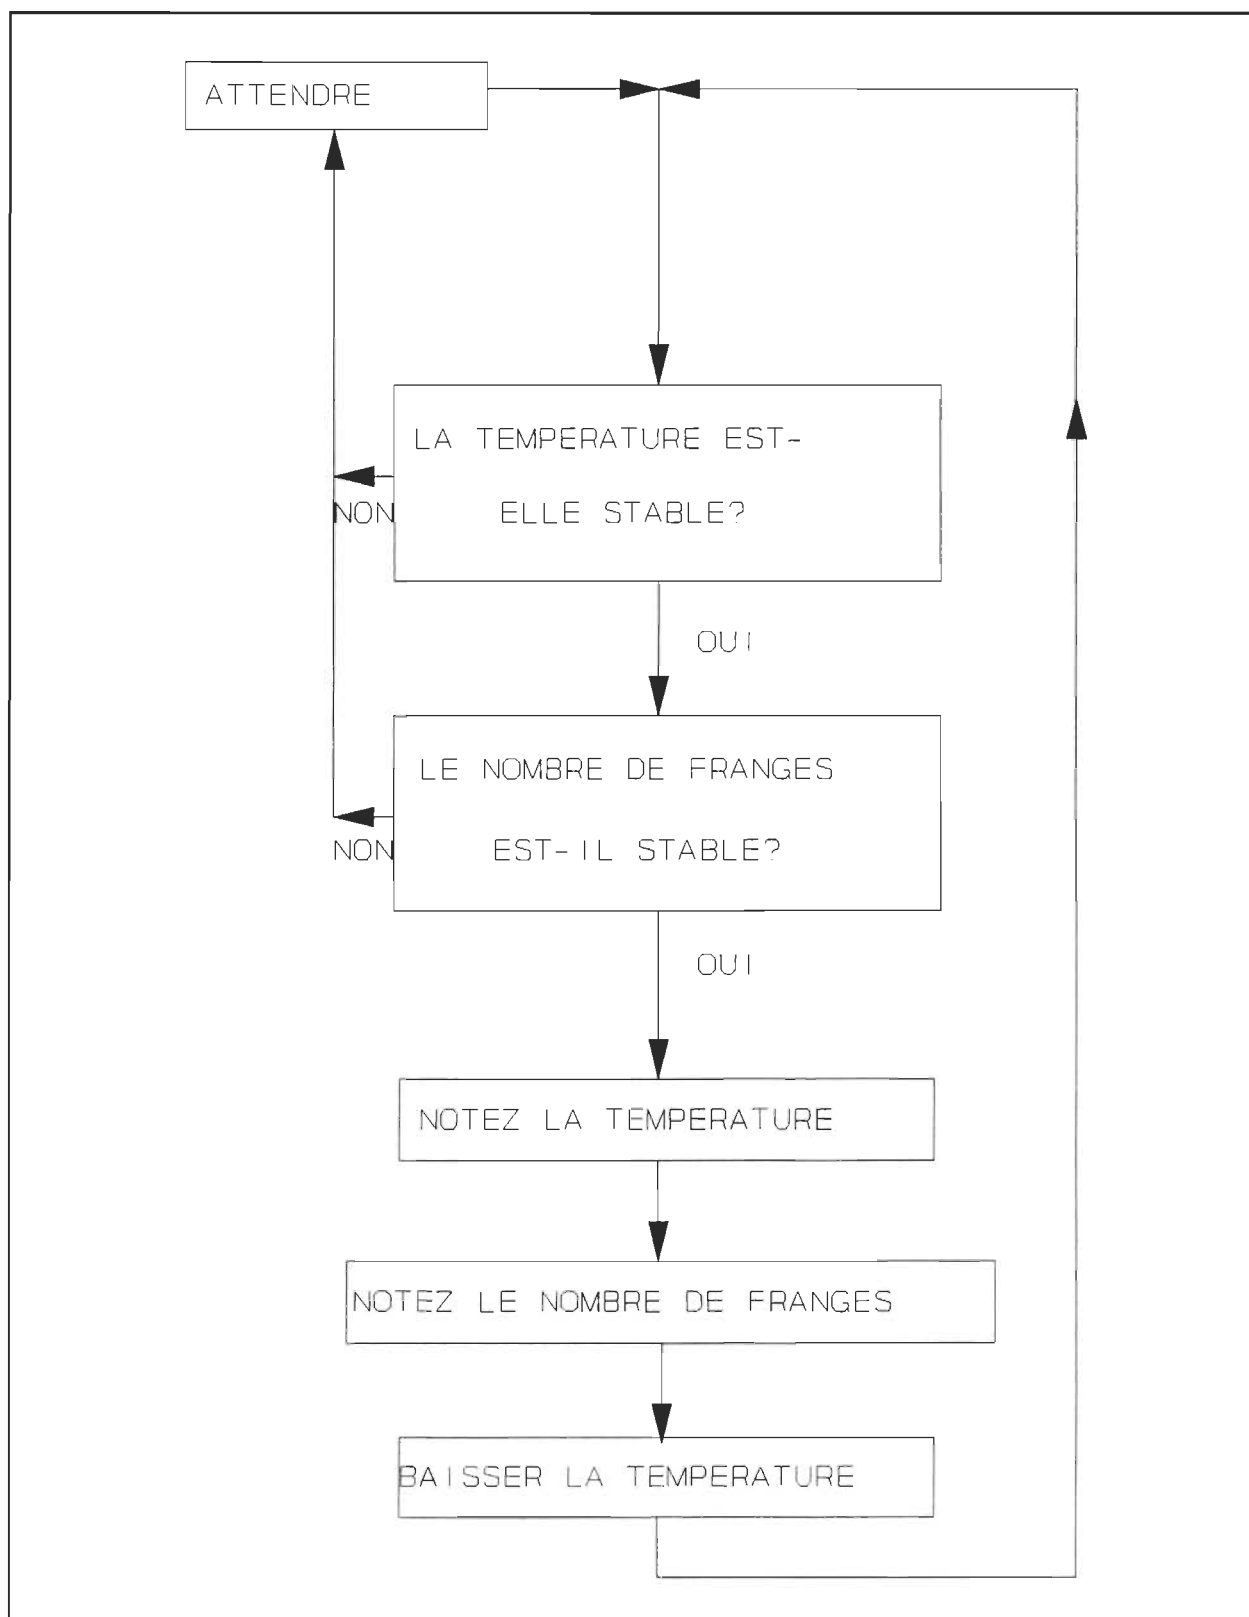 ATTENDRE
LA TEMPERATURE EST-
NON
ELLE STABLE?
OUI
LE NOMBRE DE FRANGES
NON
EST-IL STABLE?
OUI
NOTEZ LA TEMPERATURE
NOTEZ LE NOMBRE DE FRANGES
BAISSER LA TEMPERATURE